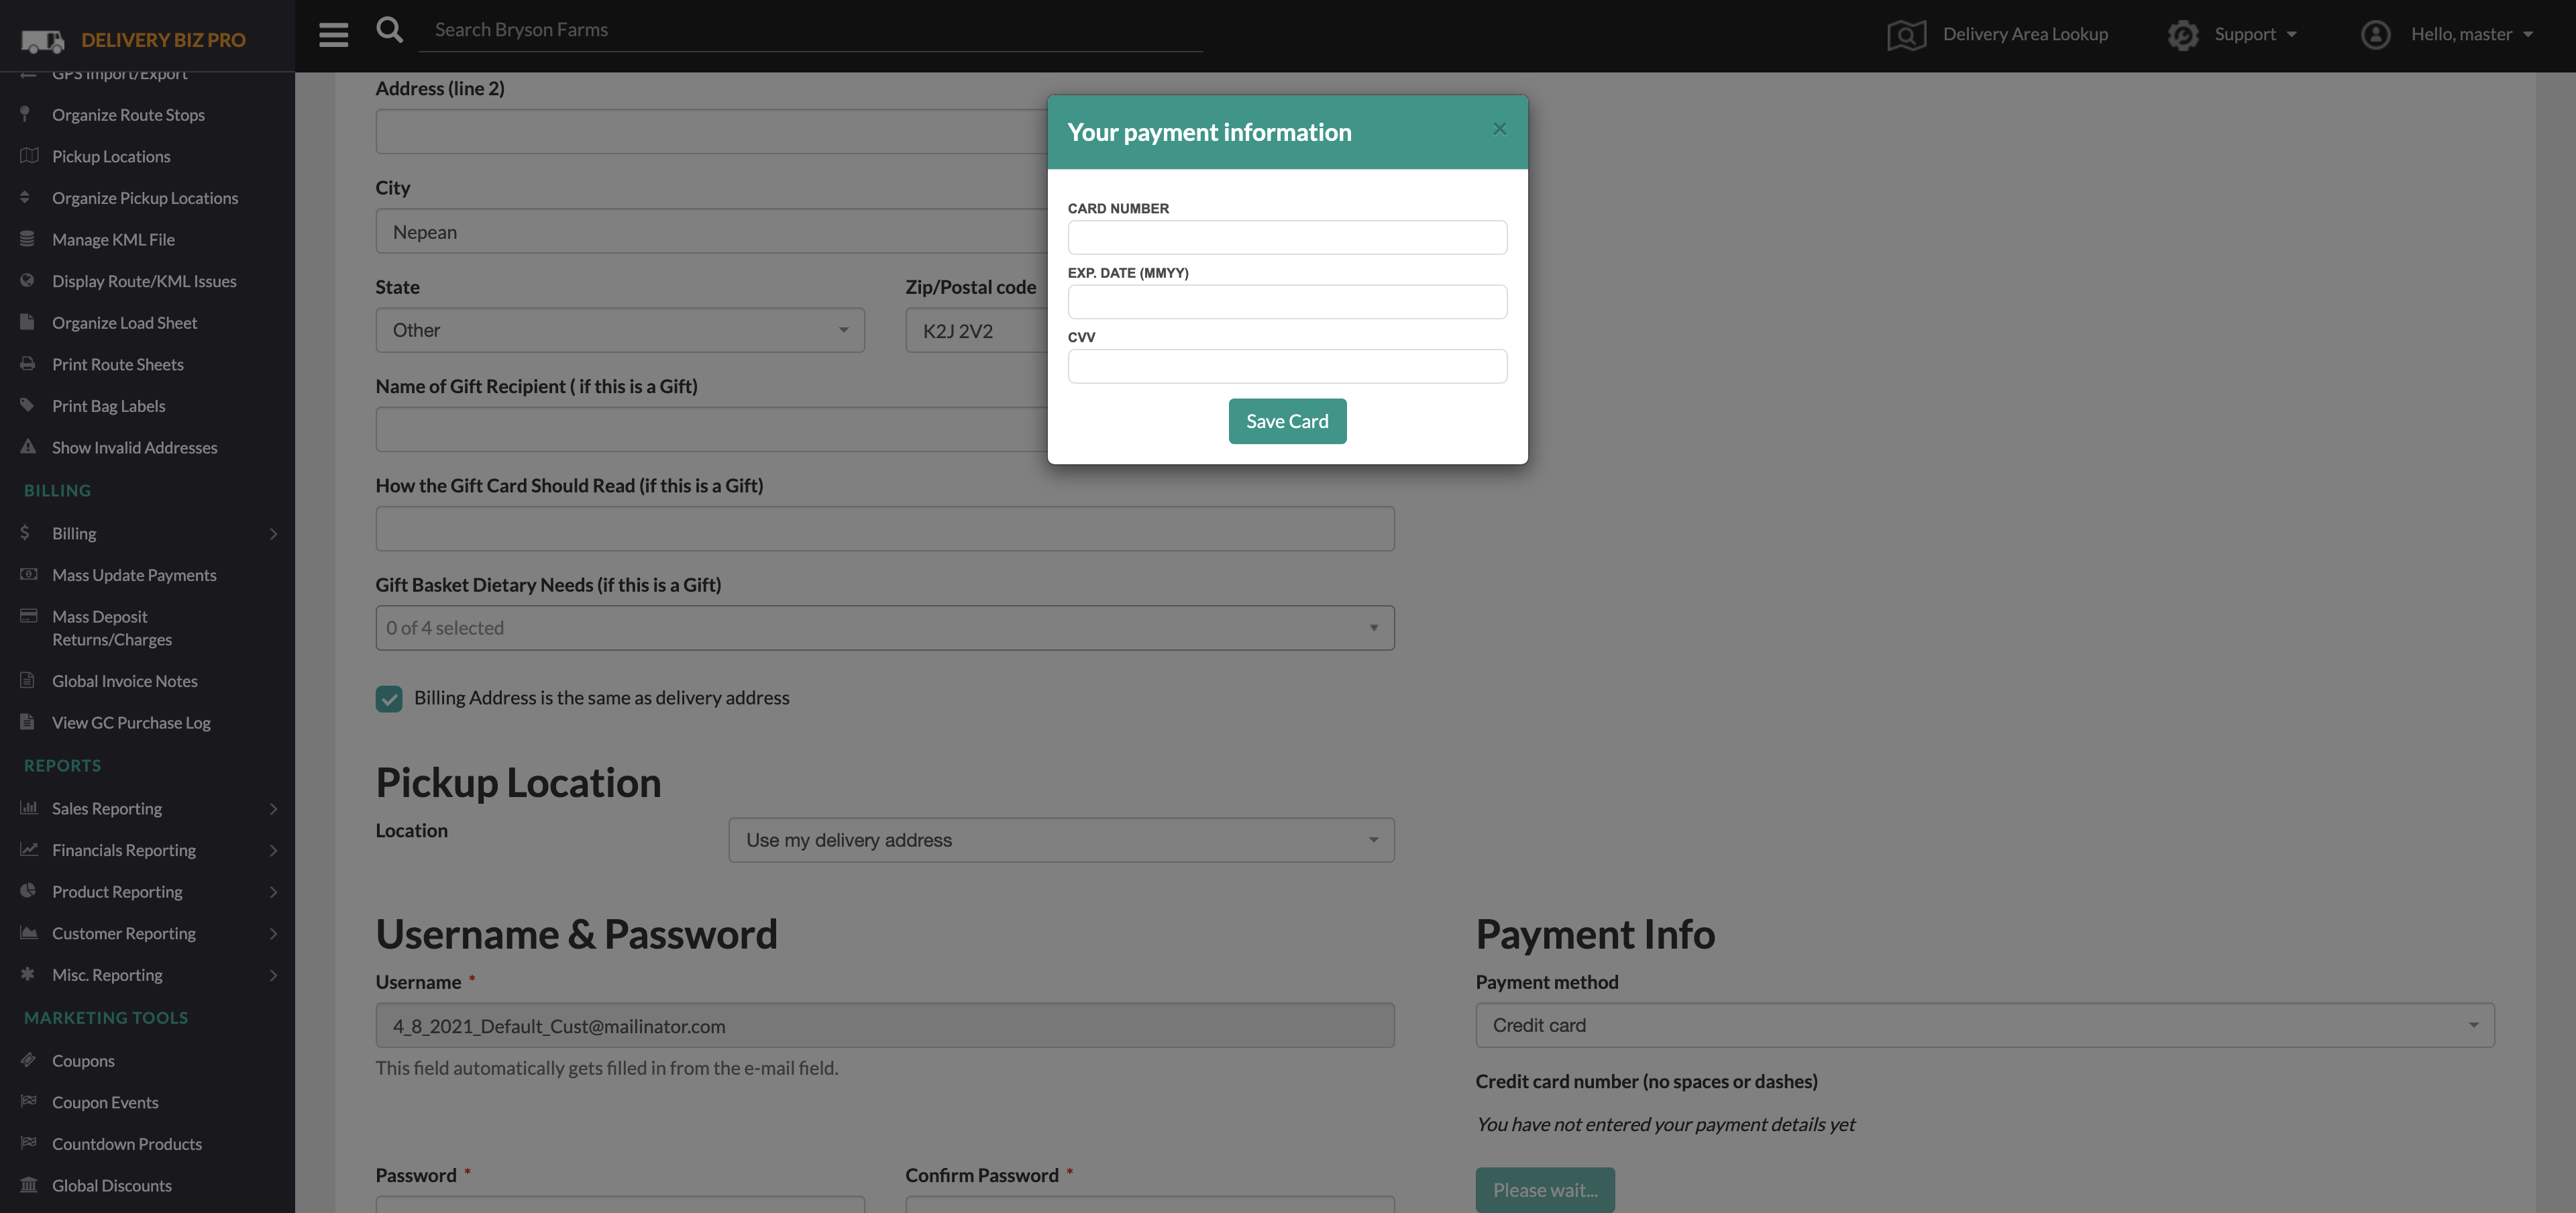 DELIVERY BIZ PRO
Search Bryson Farms
Delivery Area Lookup
Support
Hello, master
GPS Import/Export
Organize Route Stops
Pickup Locations
Organize Pickup Locations
Manage KML File
Display Route/KML Issues
Organize Load Sheet
Print Route Sheets
Print Bag Labels
Show Invalid Addresses
BILLING
Billing
Mass Update Payments
Mass Deposit
Returns/Charges
Global Invoice Notes
View GC Purchase Log
REPORTS
Sales Reporting
Financials Reporting
Product Reporting
Customer Reporting
Misc. Reporting
MARKETING TOOLS
Coupons
Coupon Events
Countdown Products
Global Discounts
Address (line 2)
City
Nepean
State
Zip/Postal code
Other
K2J 2V2
Name of Gift Recipient ( if this is a Gift)
How the Gift Card Should Read (if this is a Gift)
Gift Basket Dietary Needs (if this is a Gift)
0 of 4 selected
Billing Address is the same as delivery address
Pickup Location
Location
Use my delivery address
Username & Password
Username *
4_8_2021_Default_Cust@mailinator.com
This field automatically gets filled in from the e-mail field.
Password *
Confirm Password *
Payment Info
Payment method
Credit card
Credit card number (no spaces or dashes)
You have not entered your payment details yet
Please wait...
Your payment information
×
CARD NUMBER
EXP. DATE (MMYY)
CVV
Save Card